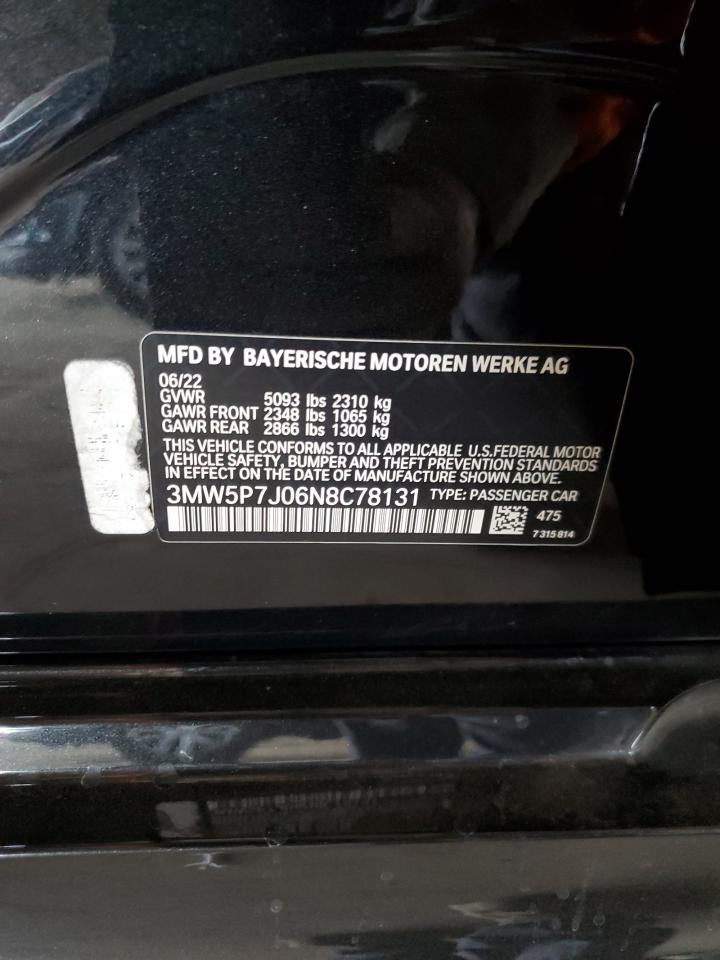 MFD BY BAYERISCHE MOTOREN WERKE AG
06/22
GVWR 5093 lbs 2310 kg
GAWR FRONT 2348 lbs 1065 kg
GAWR REAR 2866 lbs 1300 kg
THIS VEHICLE CONFORMS TO ALL APPLICABLE U.S.FEDERAL MOTOR
VEHICLE SAFETY, BUMPER AND THEFT PREVENTION STANDARDS
IN EFFECT ON THE DATE OF MANUFACTURE SHOWN ABOVE.
3MW5P7J06N8C78131 TYPE: PASSENGER CAR
475
7 315 814